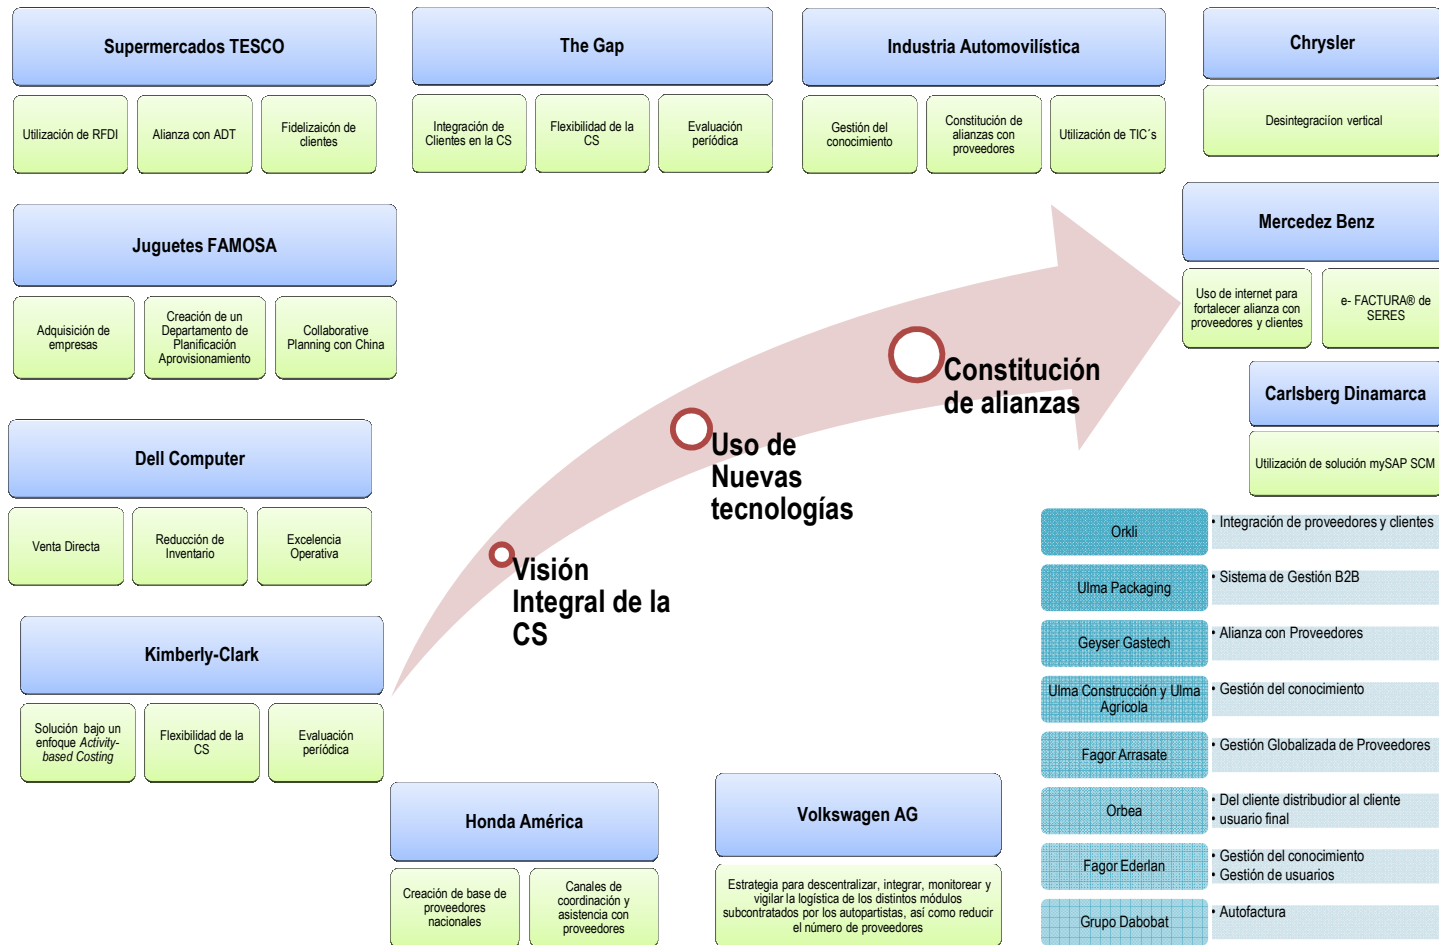 Supermercados TESCO
Utilización de RFDI
Alianza con ADT
Fidelizaicón de
clientes
The Gap
Integración de
Clientes en la CS
Flexibilidad de la
CS
Evaluación
períódica
Industria Automovilística
Gestión del
conocimiento
Constitución de
alianzas con
proveedores
Utilización de TIC´s
Chrysler
Desintegraciíon vertical
Juguetes FAMOSA
Adquisición de
empresas
Creación de un
Departamento de
Planificación
Aprovisionamiento
Collaborative
Planning con China
Mercedez Benz
Uso de internet para
fortalecer alianza con
proveedores y clientes
e- FACTURA® de
SERES
Carlsberg Dinamarca
Utilización de solución mySAP SCM
Dell Computer
Venta Directa
Reducción de
Inventario
Excelencia
Operativa
Kimberly-Clark
Solución bajo un
enfoque Activity-
based Costing
Flexibilidad de la
CS
Evaluación
períódica
Visión
Integral de la
CS
Uso de
Nuevas
tecnologías
Constitución
de alianzas
Honda América
Creación de base de
proveedores
nacionales
Canales de
coordinación y
asistencia con
proveedores
Volkswagen AG
Estrategia para descentralizar, integrar, monitorear y
vigilar la logística de los distintos módulos
subcontratados por los autopartistas, así como reducir
el número de proveedores
Orkli
• Integración de proveedores y clientes
Ulma Packaging
• Sistema de Gestión B2B
Geyser Gastech
• Alianza con Proveedores
Ulma Construcción y Ulma
Agrícola
• Gestión del conocimiento
Fagor Arrasate
• Gestión Globalizada de Proveedores
Orbea
• Del cliente distribudior al cliente
• usuario final
Fagor Ederlan
• Gestión del conocimiento
• Gestión de usuarios
Grupo Dabobat
• Autofactura